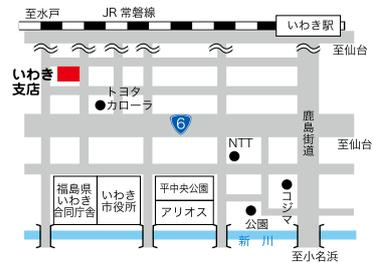 至水戸
JR 常磐線
いわき駅
至仙台
いわき
支店
トヨタ
カローラ
6
鹿島街道
至仙台
NTT
福島県
いわき
合同庁舎
いわき
市役所
平中央公園
アリオス
コジマ
公園
新 川
至小名浜